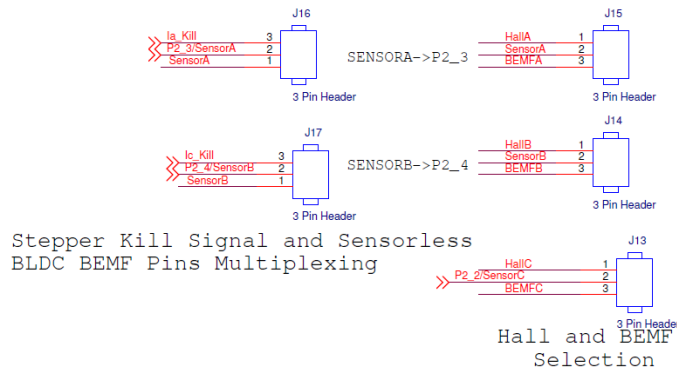 J16
Ia_Kill 3
P2_3/SensorA 2
SensorA 1
3 Pin Header
SENSORA->P2_3
J15
HallA 1
SensorA 2
BEMFA 3
3 Pin Header
J17
Ic_Kill 3
P2_4/SensorB 2
SensorB 1
3 Pin Header
SENSORB->P2_4
J14
HallB 1
SensorB 2
BEMFB 3
3 Pin Header
Stepper Kill Signal and Sensorless
BLDC BEMF Pins Multiplexing
J13
HallC 1
P2_2/SensorC 2
BEMFC 3
3 Pin Header
Hall and BEMF
Selection